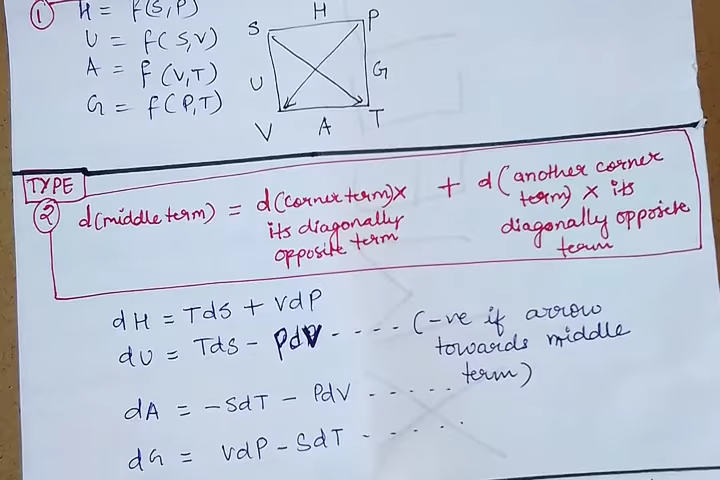 ① H = f(S,P)
U = f(S,V)
A = f(V,T)
G = f(P,T)
S H P
U G
V A T
TYPE
② d(middle term) = d(corner term)x its diagonally opposite term + d(another corner term) x its diagonally opposite term
dH = TdS + VdP
dU = TdS - PdV - - - - (-ve if arrow
towards middle
term)
dA = -SdT - PdV - - - - -
dG = VdP - SdT - - - - -